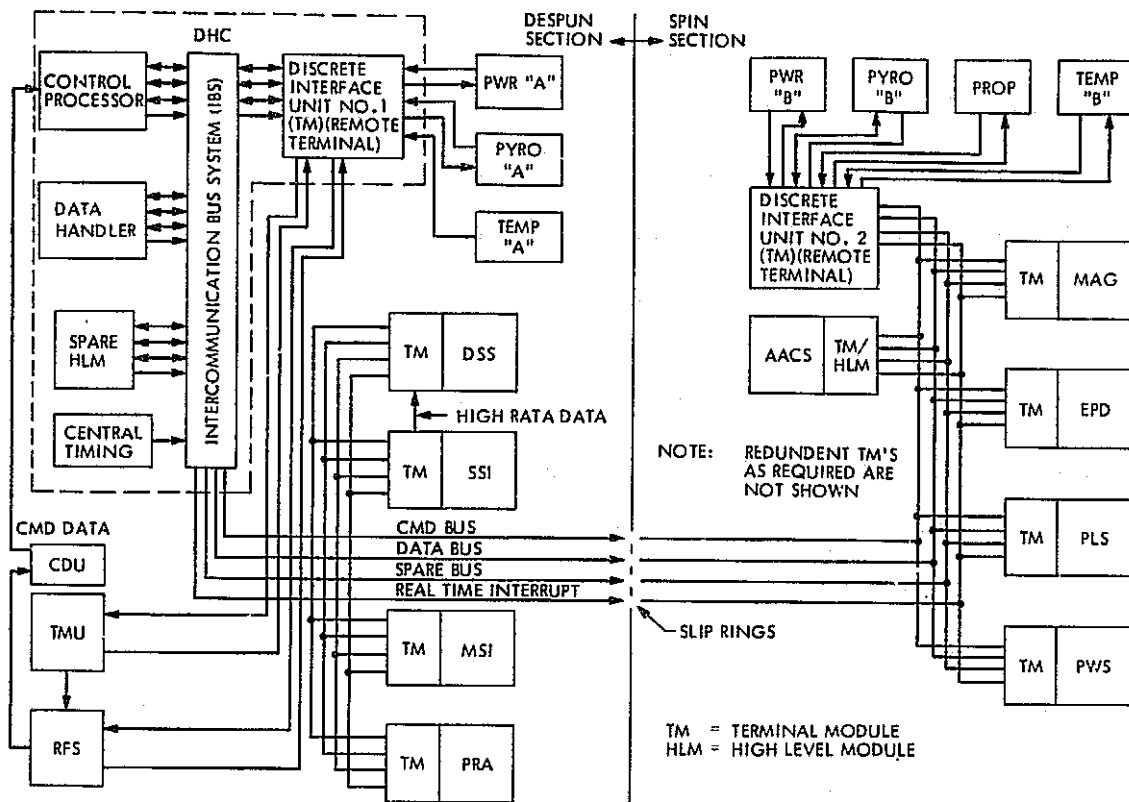 DHC
DESPUN
SECTION
SPIN
SECTION
CONTROL
PROCESSOR
INTERCOMMUNICATION BUS SYSTEM (IBS)
DISCRETE
INTERFACE
UNIT NO. 1
(TM)(REMOTE
TERMINAL)
PWR "A"
PYRO
"A"
TEMP
"A"
DATA
HANDLER
SPARE
HLM
CENTRAL
TIMING
PWR
"B"
PYRO
"B"
PROP
TEMP
"B"
DISCRETE
INTERFACE
UNIT NO. 2
(TM)(REMOTE
TERMINAL)
TM MAG
AACS TM/
HLM
TM EPD
TM DSS
HIGH RATA DATA
TM SSI
NOTE: REDUNDENT TM'S
AS REQUIRED ARE
NOT SHOWN
CMD DATA
CDU
TMU
RFS
CMD BUS
DATA BUS
SPARE BUS
REAL TIME INTERRUPT
SLIP RINGS
TM PLS
TM MSI
TM PWS
TM PRA
TM = TERMINAL MODULE
HLM = HIGH LEVEL MODULE